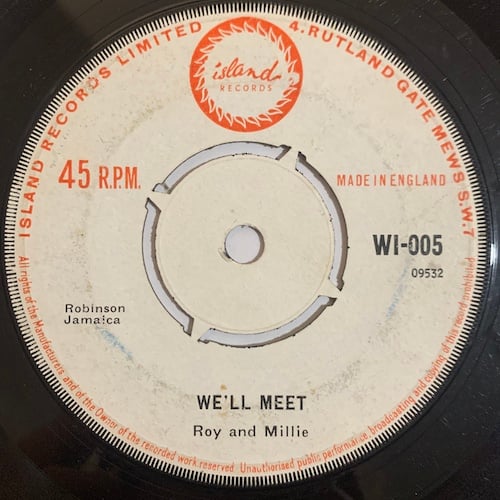 ISLAND RECORDS LIMITED 4. RUTLAND GATE MEWS S.W.7
island
RECORDS
45 R.P.M.
MADE IN ENGLAND
WI-005
09532
Robinson
Jamaica
WE'LL MEET
Roy and Millie
All rights of the Manufacturers and of the Owner of the recorded work reserved. Unauthorised public performance, broadcasting and copying of this record prohibited